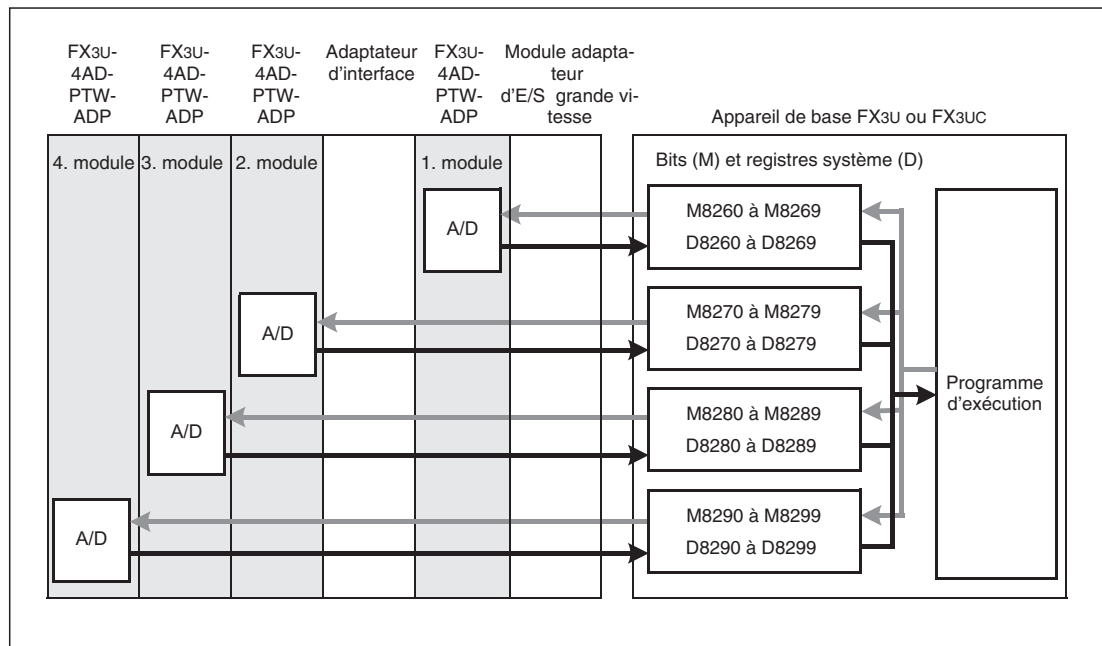 FX3U-
4AD-
PTW-
ADP
FX3U-
4AD-
PTW-
ADP
FX3U-
4AD-
PTW-
ADP
Adaptateur
d'interface
FX3U-
4AD-
PTW-
ADP
Module adapta-
teur
d'E/S grande vi-
tesse
Appareil de base FX3U ou FX3UC
4. module
3. module
2. module
1. module
Bits (M) et registres système (D)
A/D
M8260 à M8269
D8260 à D8269
A/D
M8270 à M8279
D8270 à D8279
A/D
M8280 à M8289
D8280 à D8289
A/D
M8290 à M8299
D8290 à D8299
Programme
d'exécution